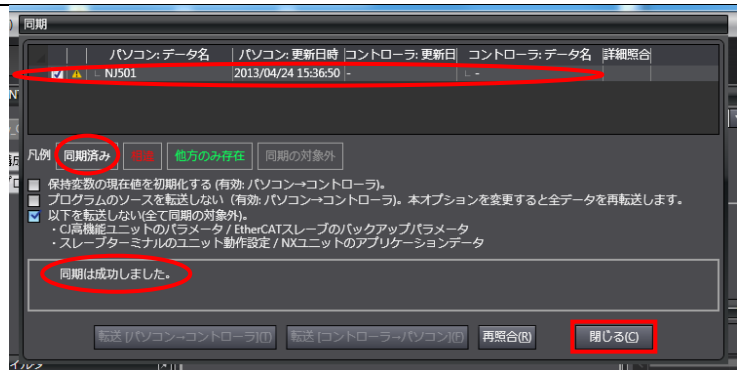 同期
パソコン:データ名 パソコン:更新日時 コントローラ:更新日 コントローラ:データ名 詳細照合
NJ501 2013/04/24 15:36:50 - -
凡例 同期済み 相違 他方のみ存在 同期の対象外
保持変数の現在値を初期化する (有効: パソコン→コントローラ)。
プログラムのソースを転送しない (有効: パソコン→コントローラ)。本オプションを変更すると全データを再転送します。
以下を転送しない(全て同期の対象外)。
・CJ高機能ユニットのパラメータ / EtherCATスレーブのバックアップパラメータ
・スレーブターミナルのユニット動作設定 / NXユニットのアプリケーションデータ
同期は成功しました。
転送 [パソコン→コントローラ](T) 転送 [コントローラ→パソコン](F) 再照合(R) 閉じる(C)